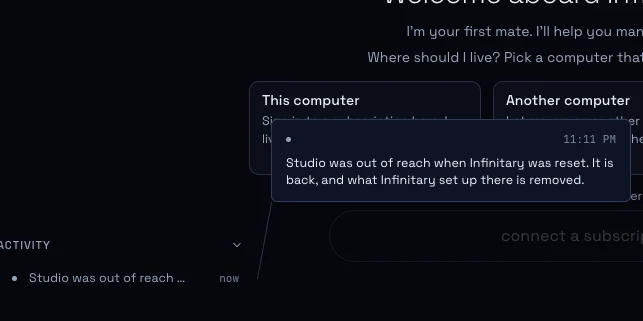 Welcome aboard
I'm your first mate. I'll help you
Where should I live? Pick a computer that
This computer
Another computer
11:11 PM
Studio was out of reach when Infinitary was reset. It is
back, and what Infinitary set up there is removed.
ACTIVITY
connect a
Studio was out of reach ...
now